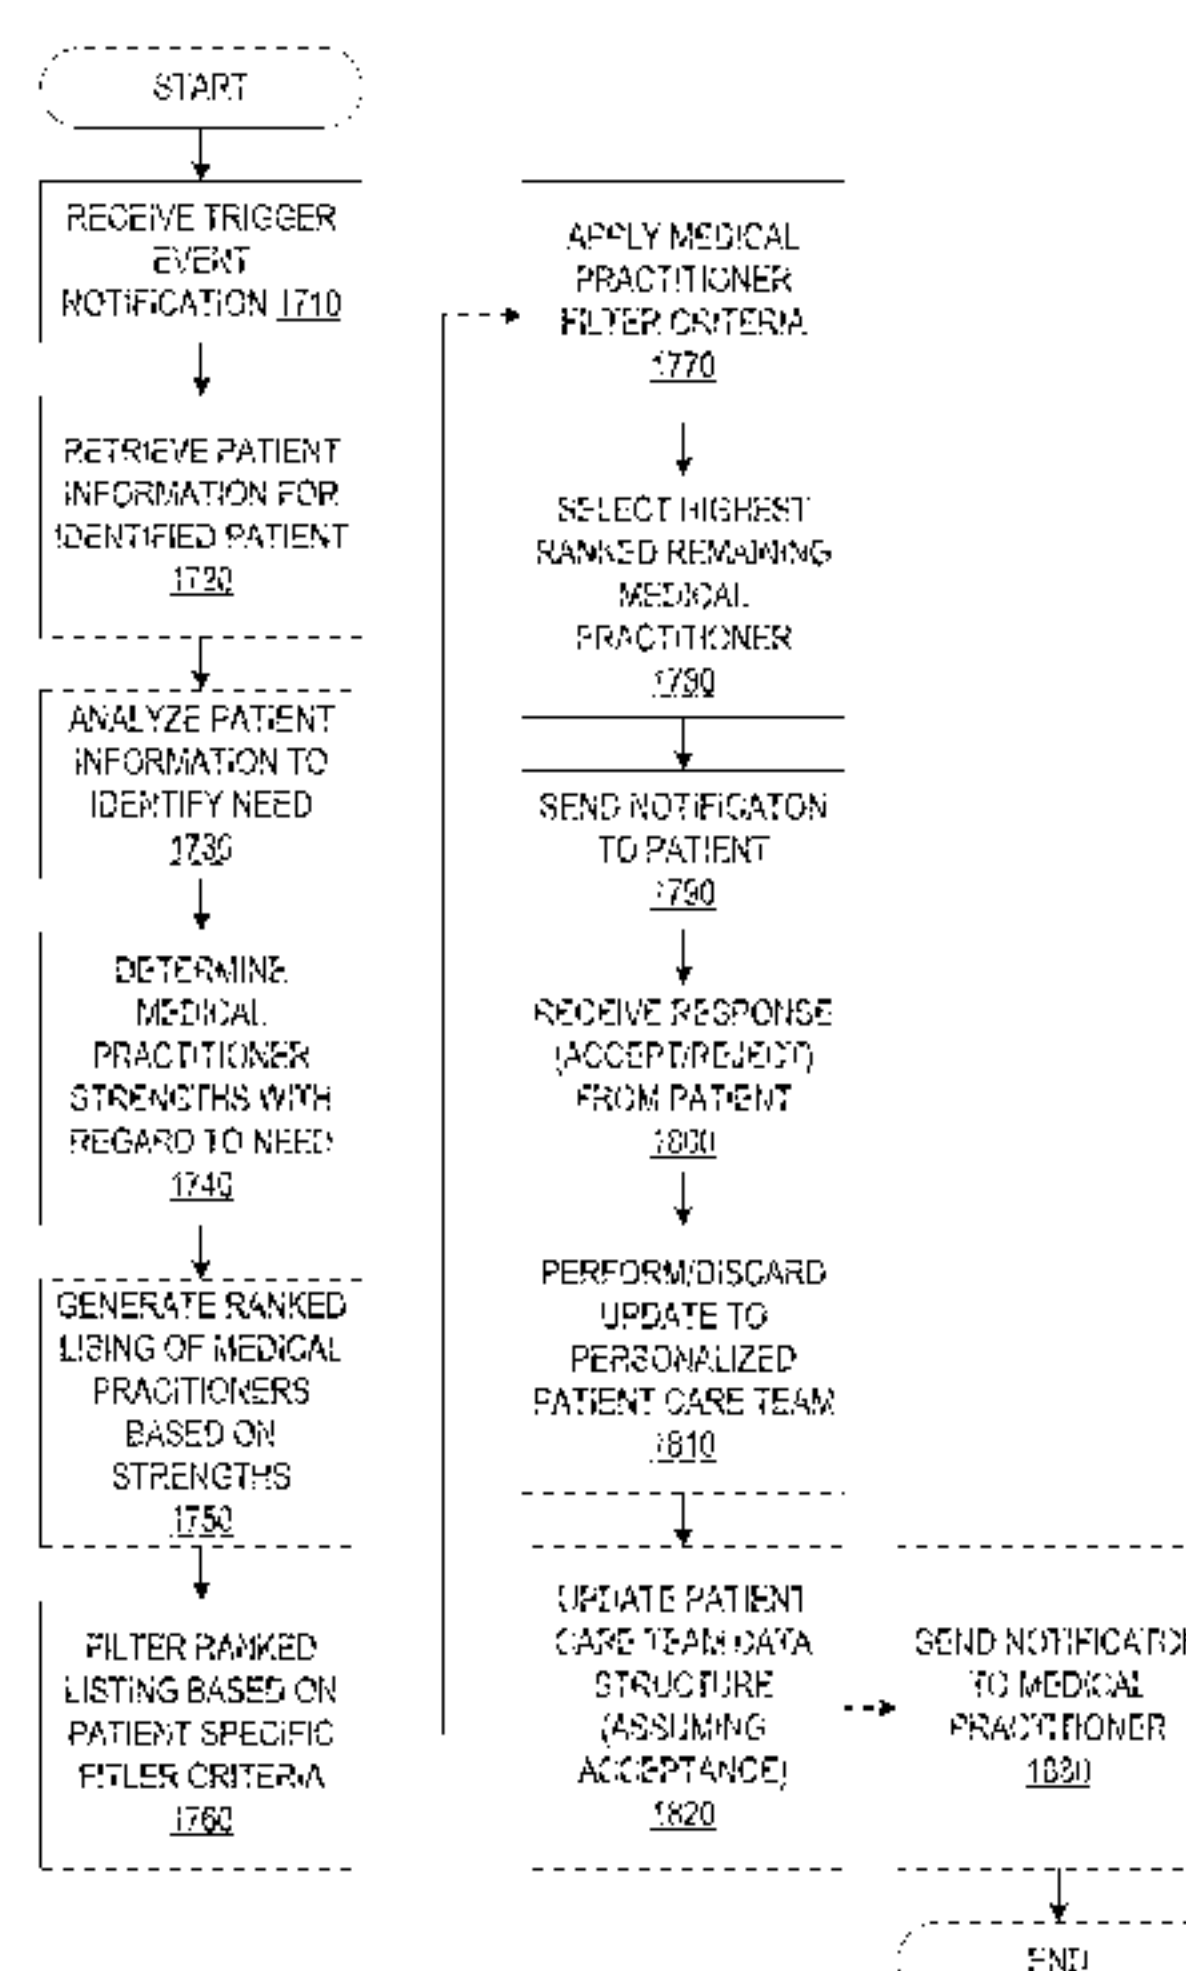 START
RECEIVE TRIGGER
EVENT
NOTIFICATION 1710
RETRIEVE PATIENT
INFORMATION FOR
IDENTIFIED PATIENT
1720
ANALYZE PATIENT
INFORMATION TO
IDENTIFY NEED
1730
DETERMINE
MEDICAL
PRACTITIONER
STRENGTHS WITH
REGARD TO NEED
1740
GENERATE RANKED
LISING OF MEDICAL
PRACITIONERS
BASED ON
STRENGTHS
1750
FILTER RANKED
LISTING BASED ON
PATIENT SPECIFIC
FITLER CRITERIA
1760
APPLY MEDICAL
PRACTITIONER
FILTER CRITERIA
1770
SELECT HIGHEST
RANKED REMAINING
MEDICAL
PRACTITIONER
1780
SEND NOTIFICATON
TO PATIENT
1790
RECEIVE RESPONSE
(ACCEPT/REJECT)
FROM PATIENT
1800
PERFORM/DISCARD
UPDATE TO
PERSONALIZED
PATIENT CARE TEAM
1810
UPDATE PATIENT
CARE TEAM DATA
STRUCTURE
(ASSUMING
ACCEPTANCE)
1820
SEND
TO MEDICAL
PRACTITIONER
1830
END